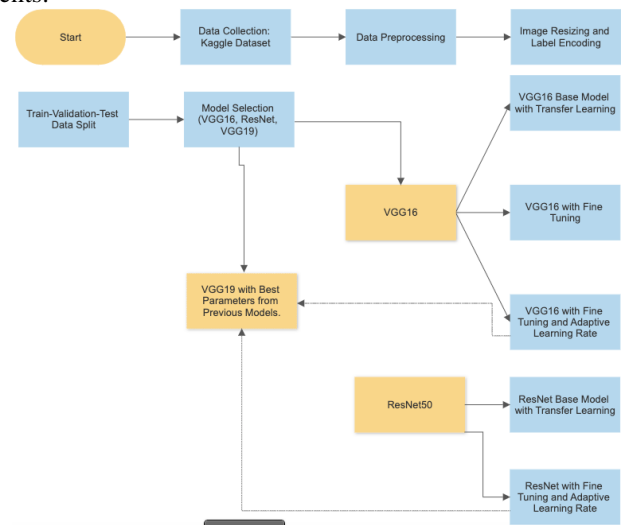 ents.
Start
Data Collection:
Kaggle Dataset
Data Preprocessing
Image Resizing and
Label Encoding
Train-Validation-Test
Data Split
Model Selection
(VGG16, ResNet,
VGG19)
VGG16 Base Model
with Transfer Learning
VGG16
VGG16 with Fine
Tuning
VGG19 with Best
Parameters from
Previous Models.
VGG16 with Fine
Tuning and Adaptive
Learning Rate
ResNet50
ResNet Base Model
with Transfer Learning
ResNet with Fine
Tuning and Adaptive
Learning Rate